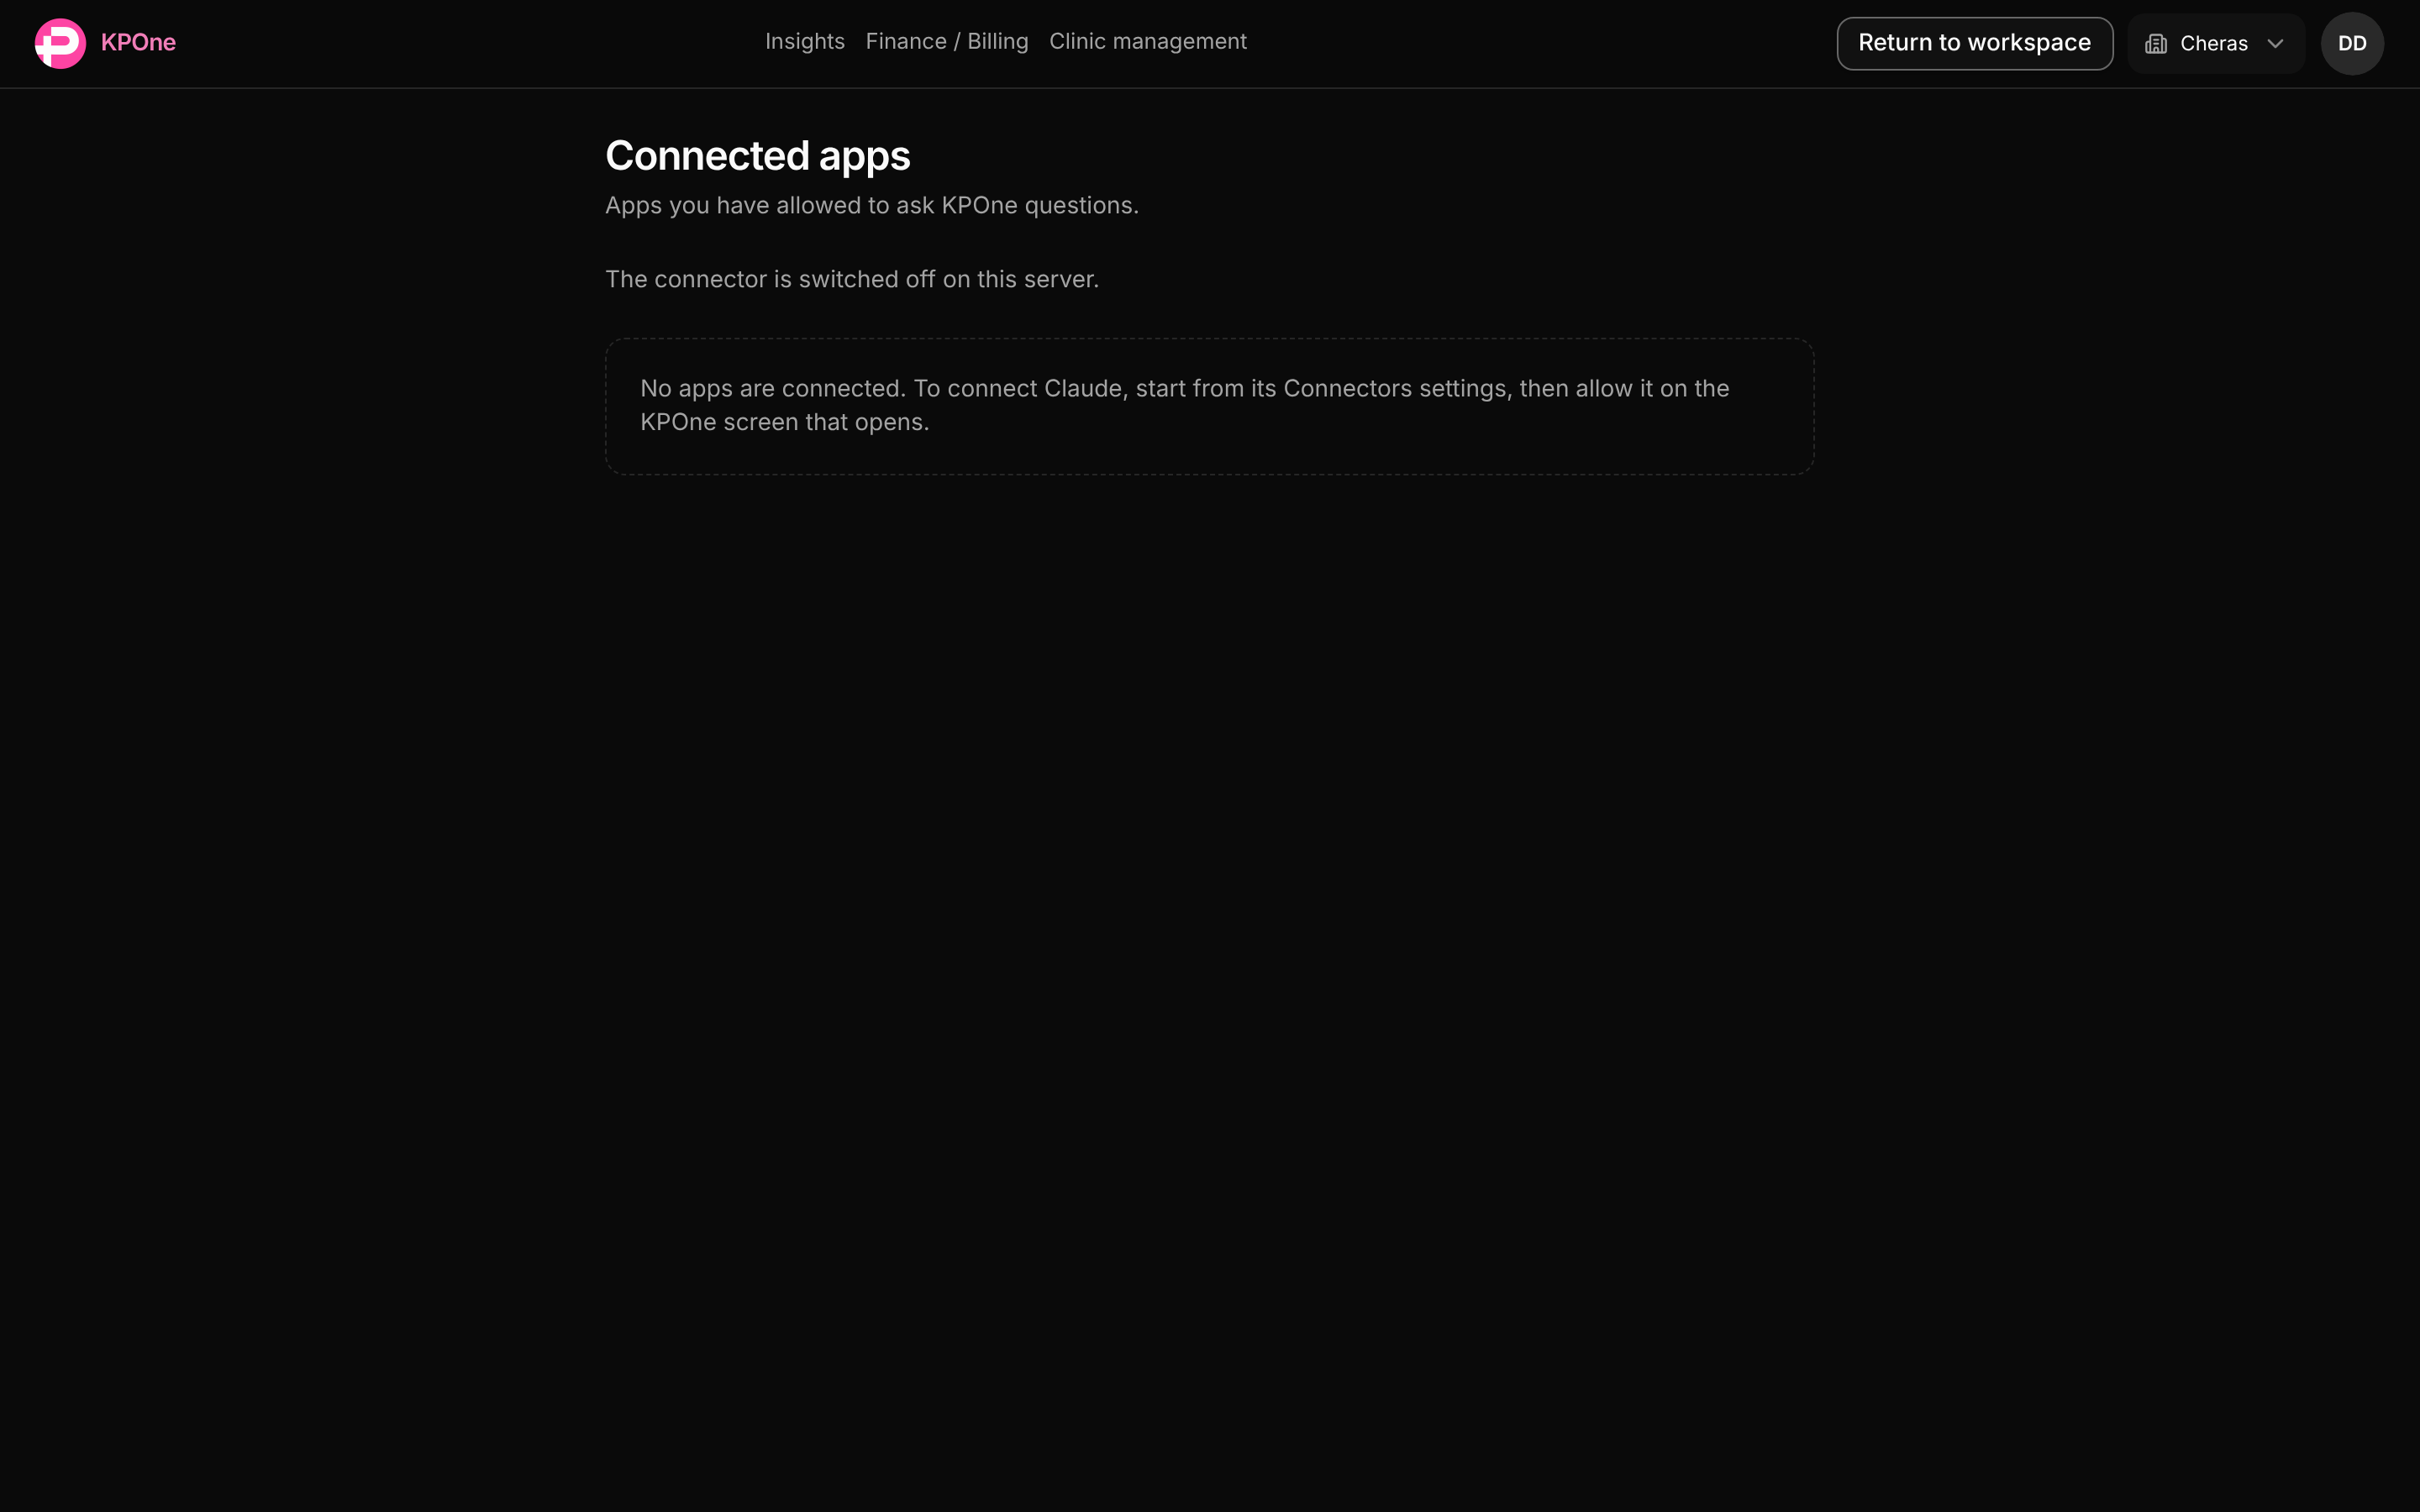 KPOne
Insights
Finance / Billing
Clinic management
Return to workspace
Cheras
DD
Connected apps
Apps you have allowed to ask KPOne questions.
The connector is switched off on this server.
No apps are connected. To connect Claude, start from its Connectors settings, then allow it on the
KPOne screen that opens.